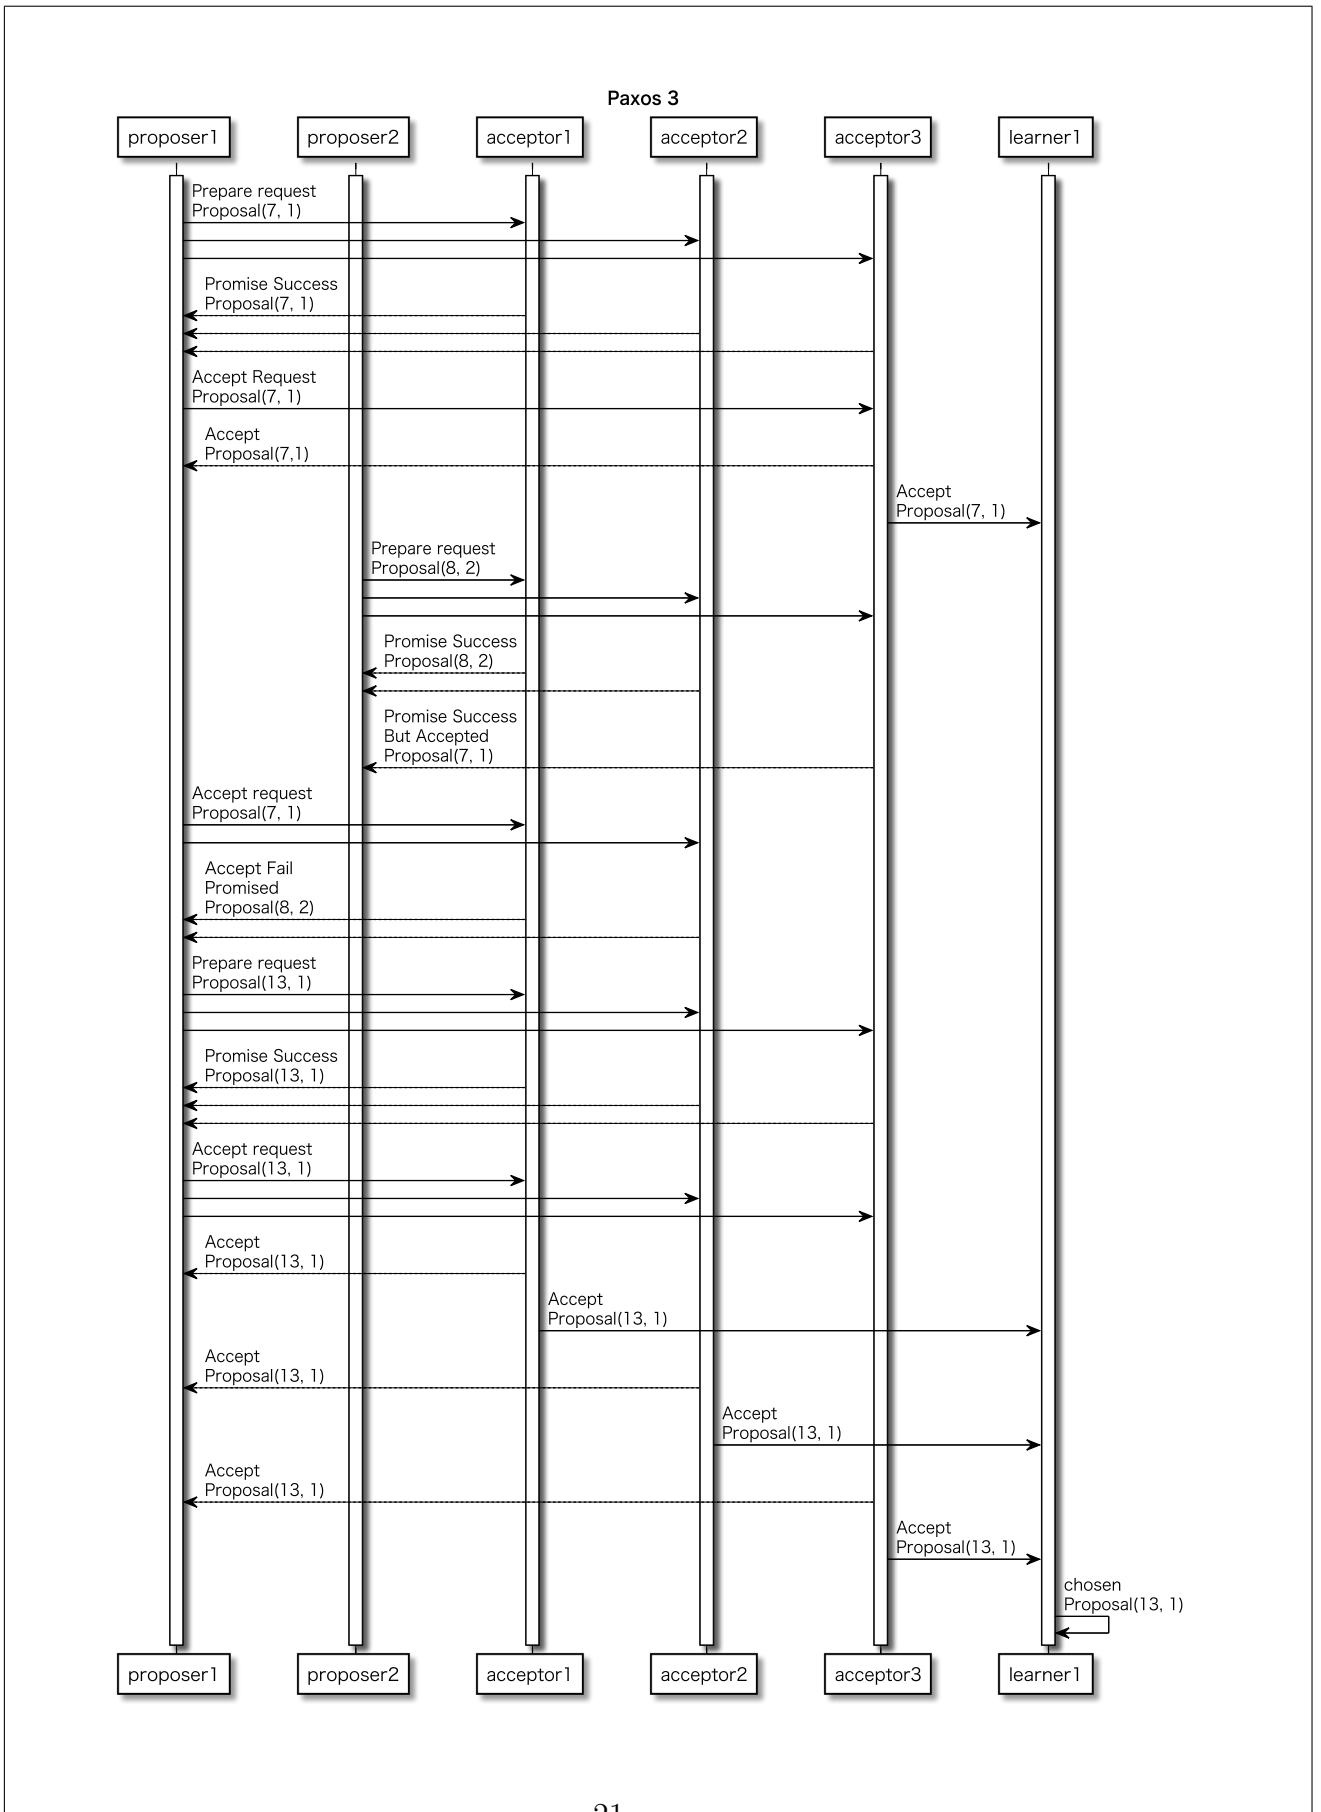 Paxos 3
proposer1
proposer2
acceptor1
acceptor2
acceptor3
learner1
Prepare request
Proposal(7, 1)
Promise Success
Proposal(7, 1)
Accept Request
Proposal(7, 1)
Accept
Proposal(7,1)
Accept
Proposal(7, 1)
Prepare request
Proposal(8, 2)
Promise Success
Proposal(8, 2)
Promise Success
But Accepted
Proposal(7, 1)
Accept request
Proposal(7, 1)
Accept Fail
Promised
Proposal(8, 2)
Prepare request
Proposal(13, 1)
Promise Success
Proposal(13, 1)
Accept request
Proposal(13, 1)
Accept
Proposal(13, 1)
Accept
Proposal(13, 1)
Accept
Proposal(13, 1)
Accept
Proposal(13, 1)
Accept
Proposal(13, 1)
Accept
Proposal(13, 1)
chosen
Proposal(13, 1)
proposer1
proposer2
acceptor1
acceptor2
acceptor3
learner1